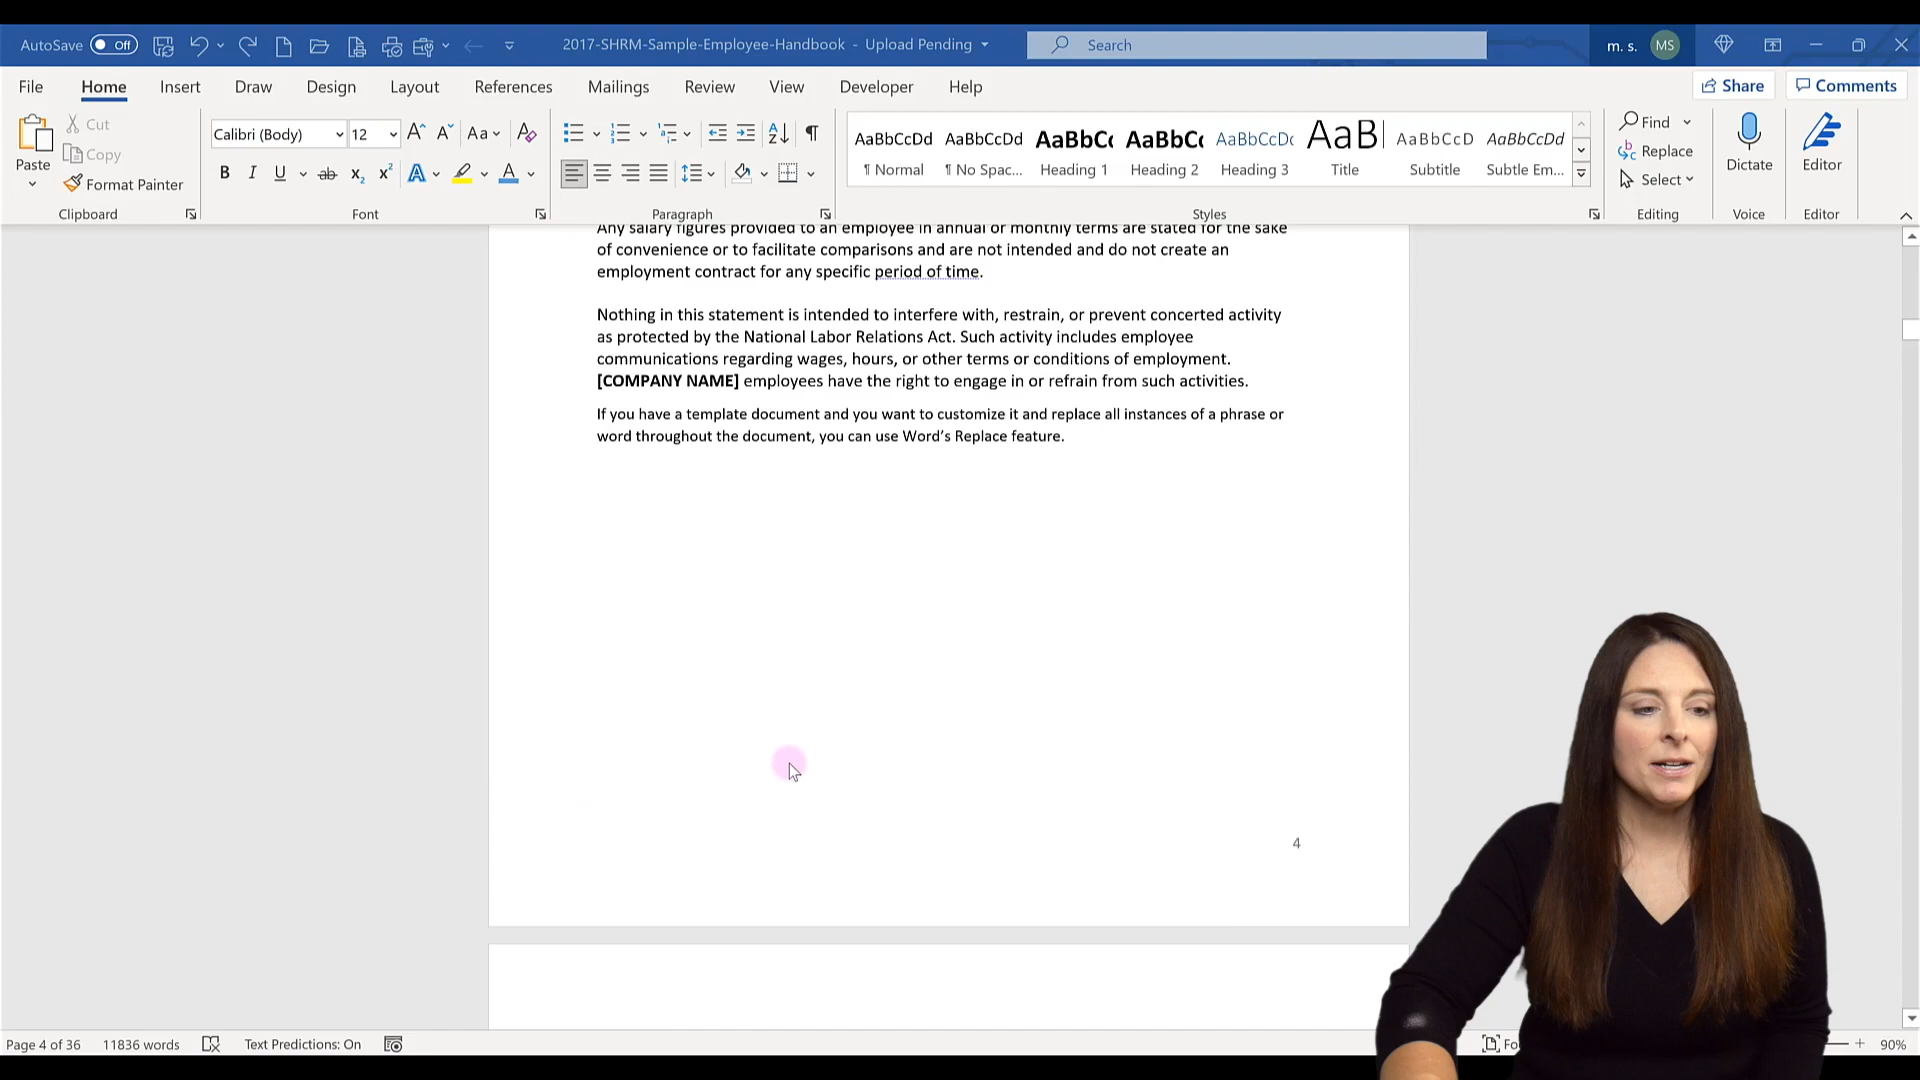 AutoSave Off 2017-SHRM-Sample-Employee-Handbook - Upload Pending Search m. s. MS
File Home Insert Draw Design Layout References Mailings Review View Developer Help Share Comments
Paste Cut Copy Format Painter Clipboard
Calibri (Body) 12 Aa B I U ab x₂ x² A A Font
Paragraph
AaBbCcDd AaBbCcDd AaBbCc AaBbCc AaBbCcDc AaB AaBbCcD AaBbCcDd
¶ Normal ¶ No Spac... Heading 1 Heading 2 Heading 3 Title Subtitle Subtle Em...
Styles
Find Replace Select Editing
Dictate Voice
Editor Editor
Any salary figures provided to an employee in annual or monthly terms are stated for the sake
of convenience or to facilitate comparisons and are not intended and do not create an
employment contract for any specific period of time.
Nothing in this statement is intended to interfere with, restrain, or prevent concerted activity
as protected by the National Labor Relations Act. Such activity includes employee
communications regarding wages, hours, or other terms or conditions of employment.
[COMPANY NAME] employees have the right to engage in or refrain from such activities.
If you have a template document and you want to customize it and replace all instances of a phrase or
word throughout the document, you can use Word’s Replace feature.
4
Page 4 of 36 11836 words Text Predictions: On 90%